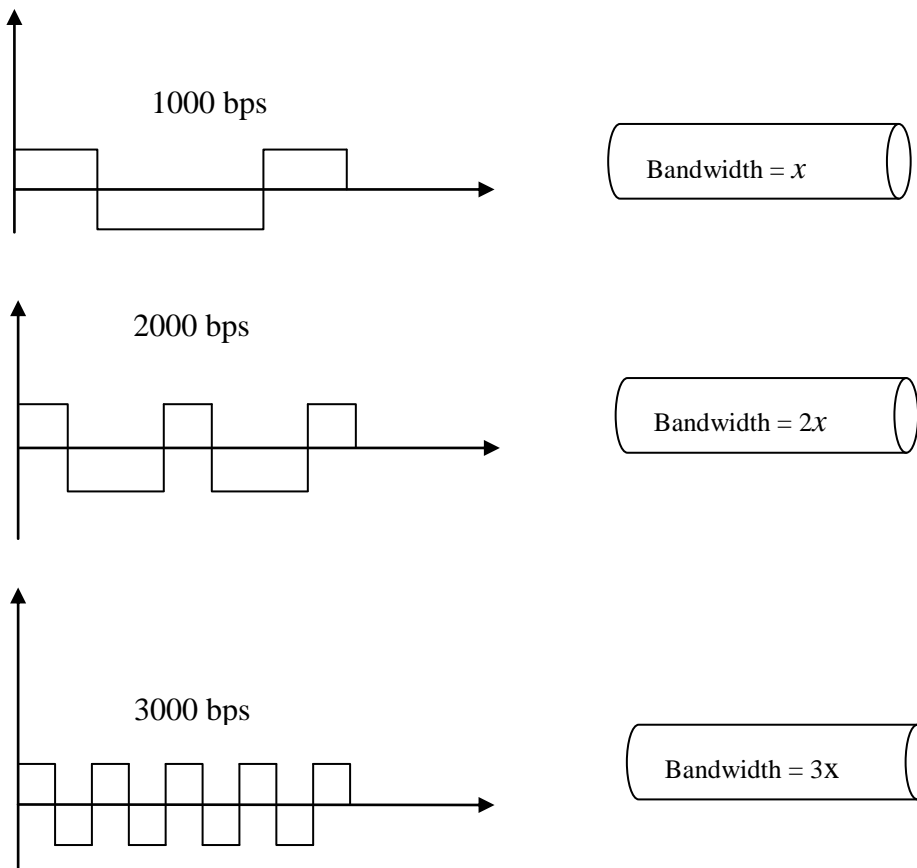 1000 bps
Bandwidth = x
2000 bps
Bandwidth = 2x
3000 bps
Bandwidth = 3x